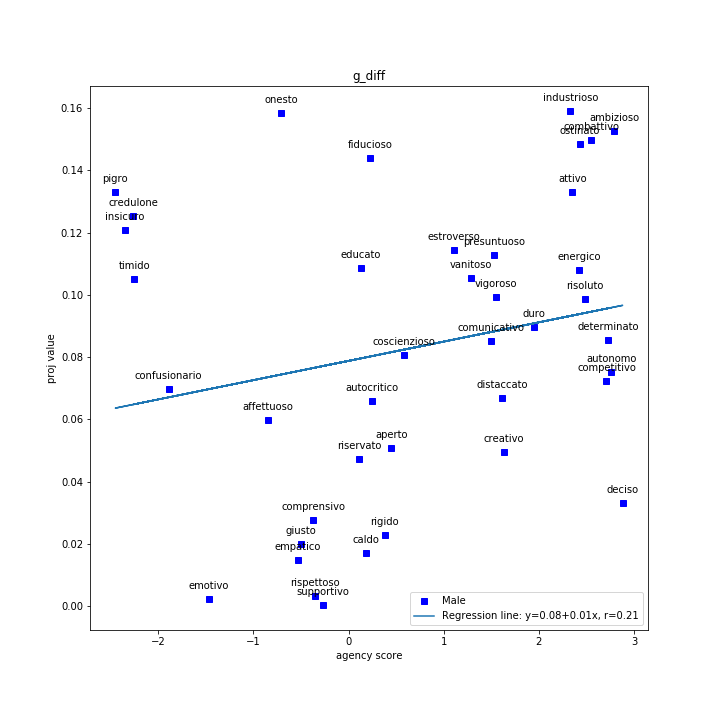 g_diff
0.16
0.14
0.12
0.10
0.08
0.06
0.04
0.02
0.00
proj value
onesto
industrioso
ambizioso
combattivo
ostinato
fiducioso
pigro
attivo
credulone
insicuro
estroverso
presuntuoso
educato
energico
timido
vanitoso
vigoroso
risoluto
duro
comunicativo
determinato
coscienzioso
autonomo
competitivo
confusionario
autocritico
distaccato
affettuoso
aperto
creativo
riservato
deciso
comprensivo
rigido
giusto
caldo
empatico
emotivo
rispettoso
supportivo
Male
Regression line: y=0.08+0.01x, r=0.21
−2 −1 0 1 2 3
agency score